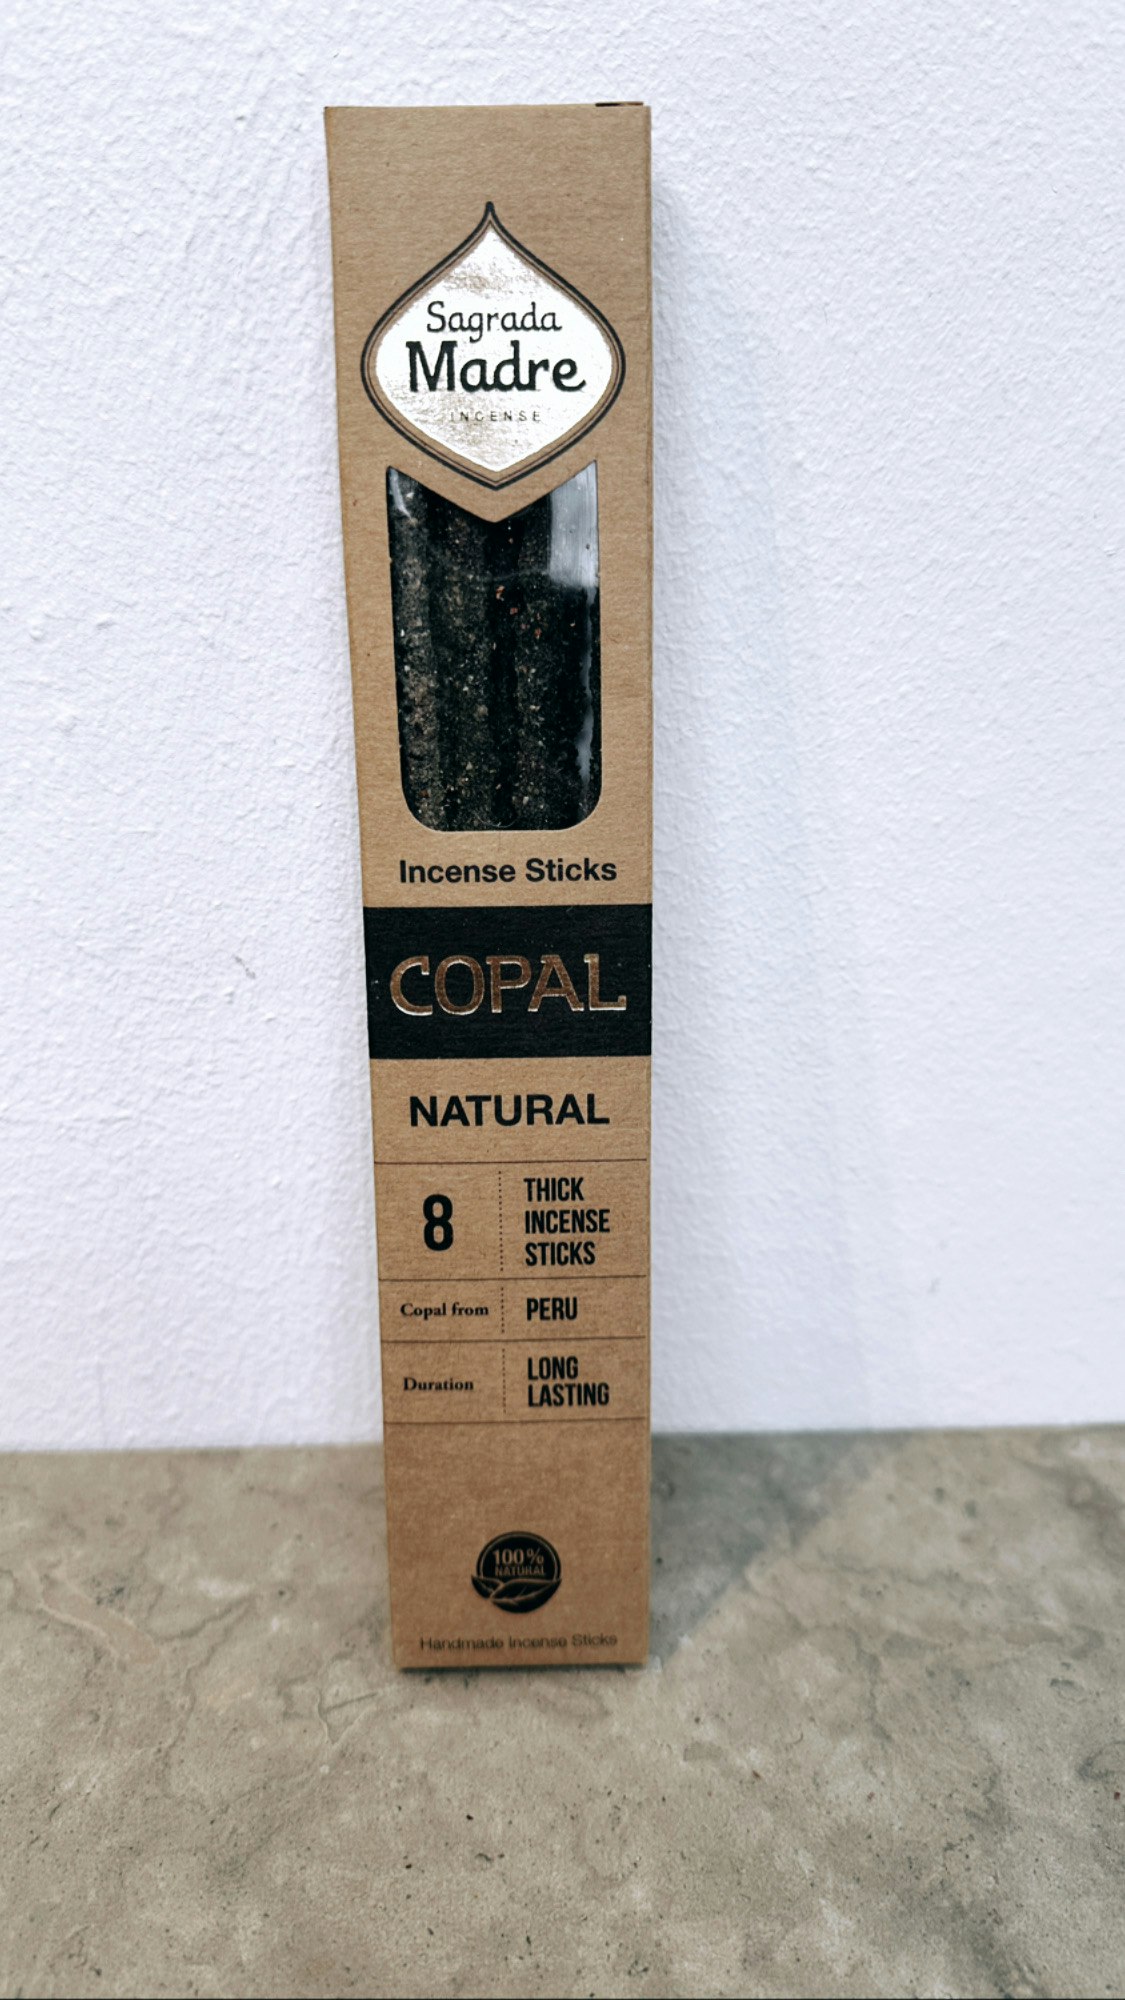 Sagrada
Madre
INCENSE
Incense Sticks
COPAL
NATURAL
8
THICK
INCENSE
STICKS
Copal from
PERU
Duration
LONG
LASTING
100%
NATURAL
Handmade Incense Sticks